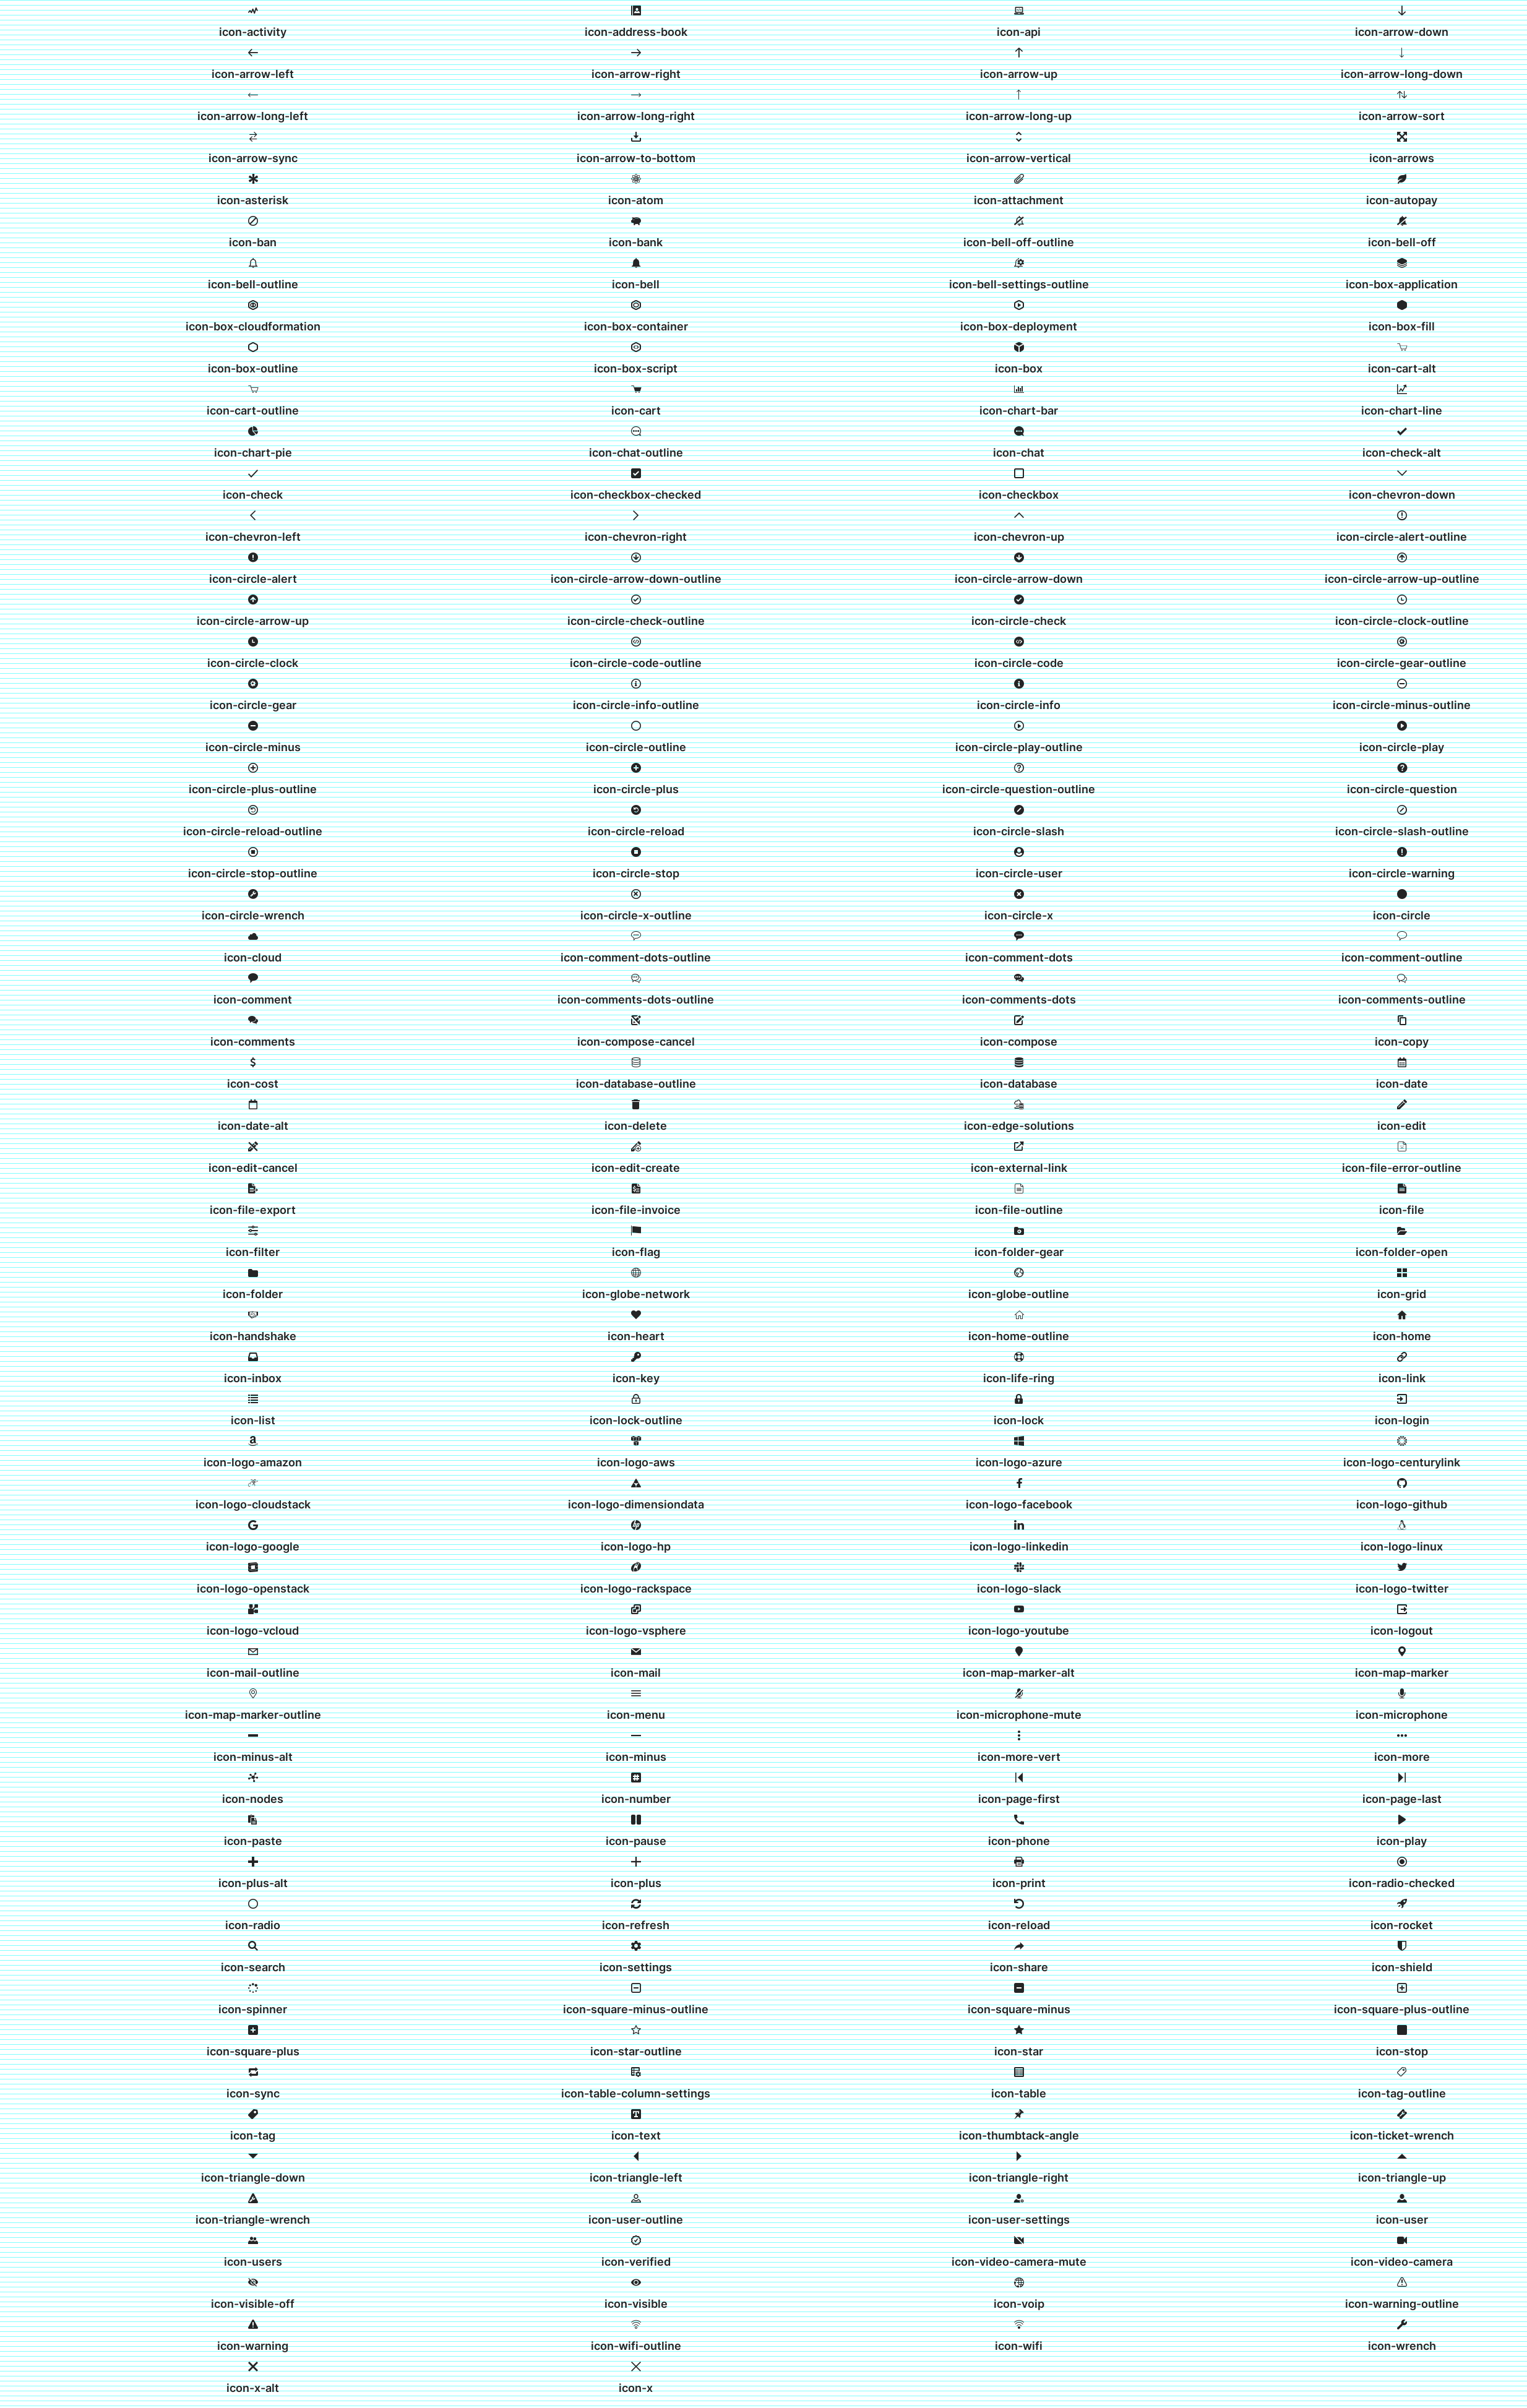 icon-activity icon-address-book icon-api icon-arrow-down
icon-arrow-left icon-arrow-right icon-arrow-up icon-arrow-long-down
icon-arrow-long-left icon-arrow-long-right icon-arrow-long-up icon-arrow-sort
icon-arrow-sync icon-arrow-to-bottom icon-arrow-vertical icon-arrows
icon-asterisk icon-atom icon-attachment icon-autopay
icon-ban icon-bank icon-bell-off-outline icon-bell-off
icon-bell-outline icon-bell icon-bell-settings-outline icon-box-application
icon-box-cloudformation icon-box-container icon-box-deployment icon-box-fill
icon-box-outline icon-box-script icon-box icon-cart-alt
icon-cart-outline icon-cart icon-chart-bar icon-chart-line
icon-chart-pie icon-chat-outline icon-chat icon-check-alt
icon-check icon-checkbox-checked icon-checkbox icon-chevron-down
icon-chevron-left icon-chevron-right icon-chevron-up icon-circle-alert-outline
icon-circle-alert icon-circle-arrow-down-outline icon-circle-arrow-down icon-circle-arrow-up-outline
icon-circle-arrow-up icon-circle-check-outline icon-circle-check icon-circle-clock-outline
icon-circle-clock icon-circle-code-outline icon-circle-code icon-circle-gear-outline
icon-circle-gear icon-circle-info-outline icon-circle-info icon-circle-minus-outline
icon-circle-minus icon-circle-outline icon-circle-play-outline icon-circle-play
icon-circle-plus-outline icon-circle-plus icon-circle-question-outline icon-circle-question
icon-circle-reload-outline icon-circle-reload icon-circle-slash icon-circle-slash-outline
icon-circle-stop-outline icon-circle-stop icon-circle-user icon-circle-warning
icon-circle-wrench icon-circle-x-outline icon-circle-x icon-circle
icon-cloud icon-comment-dots-outline icon-comment-dots icon-comment-outline
icon-comment icon-comments-dots-outline icon-comments-dots icon-comments-outline
icon-comments icon-compose-cancel icon-compose icon-copy
icon-cost icon-database-outline icon-database icon-date
icon-date-alt icon-delete icon-edge-solutions icon-edit
icon-edit-cancel icon-edit-create icon-external-link icon-file-error-outline
icon-file-export icon-file-invoice icon-file-outline icon-file
icon-filter icon-flag icon-folder-gear icon-folder-open
icon-folder icon-globe-network icon-globe-outline icon-grid
icon-handshake icon-heart icon-home-outline icon-home
icon-inbox icon-key icon-life-ring icon-link
icon-list icon-lock-outline icon-lock icon-login
icon-logo-amazon icon-logo-aws icon-logo-azure icon-logo-centurylink
icon-logo-cloudstack icon-logo-dimensiondata icon-logo-facebook icon-logo-github
icon-logo-google icon-logo-hp icon-logo-linkedin icon-logo-linux
icon-logo-openstack icon-logo-rackspace icon-logo-slack icon-logo-twitter
icon-logo-vcloud icon-logo-vsphere icon-logo-youtube icon-logout
icon-mail-outline icon-mail icon-map-marker-alt icon-map-marker
icon-map-marker-outline icon-menu icon-microphone-mute icon-microphone
icon-minus-alt icon-minus icon-more-vert icon-more
icon-nodes icon-number icon-page-first icon-page-last
icon-paste icon-pause icon-phone icon-play
icon-plus-alt icon-plus icon-print icon-radio-checked
icon-radio icon-refresh icon-reload icon-rocket
icon-search icon-settings icon-share icon-shield
icon-spinner icon-square-minus-outline icon-square-minus icon-square-plus-outline
icon-square-plus icon-star-outline icon-star icon-stop
icon-sync icon-table-column-settings icon-table icon-tag-outline
icon-tag icon-text icon-thumbtack-angle icon-ticket-wrench
icon-triangle-down icon-triangle-left icon-triangle-right icon-triangle-up
icon-triangle-wrench icon-user-outline icon-user-settings icon-user
icon-users icon-verified icon-video-camera-mute icon-video-camera
icon-visible-off icon-visible icon-voip icon-warning-outline
icon-warning icon-wifi-outline icon-wifi icon-wrench
icon-x-alt icon-x